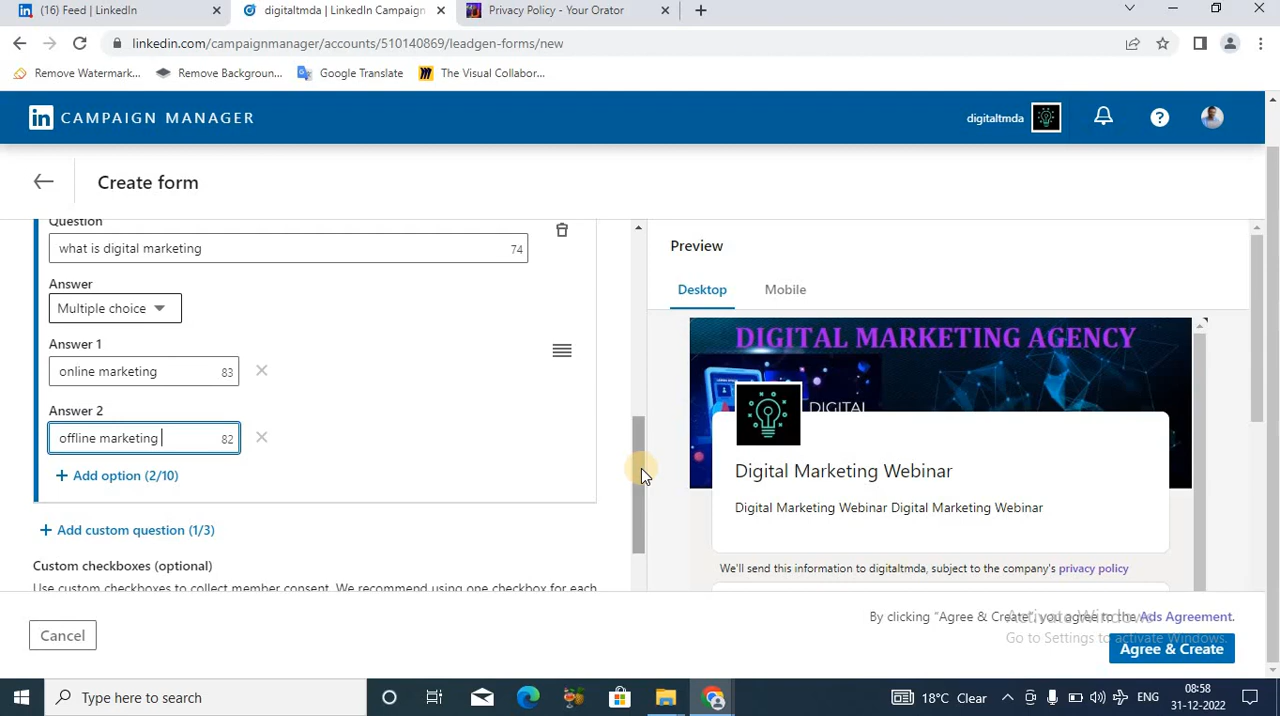 (16) Feed | LinkedIn
digitaltmda | LinkedIn Campaign
Privacy Policy - Your Orator
linkedin.com/campaignmanager/accounts/510140869/leadgen-forms/new
Remove Watermark...
Remove Backgroun...
Google Translate
The Visual Collabor...
in CAMPAIGN MANAGER
digitaltmda
Create form
Question
what is digital marketing 74
Answer
Multiple choice
Answer 1
online marketing 83
Answer 2
offline marketing 82
+ Add option (2/10)
+ Add custom question (1/3)
Custom checkboxes (optional)
Use custom checkboxes to collect member consent. We recommend using one checkbox for each
Preview
Desktop
Mobile
DIGITAL MARKETING AGENCY
DIGITAL
Digital Marketing Webinar
Digital Marketing Webinar Digital Marketing Webinar
We'll send this information to digitaltmda, subject to the company's privacy policy
Cancel
By clicking "Agree & Create", you agree to the Ads Agreement.
Activate Windows
Go to Settings to activate Windows.
Agree & Create
Type here to search
18°C Clear
ENG
08:58
31-12-2022